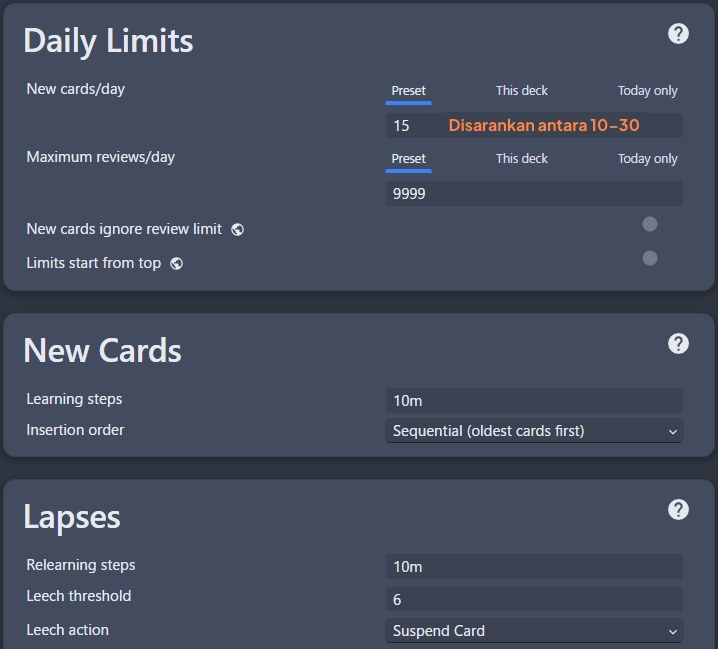 Daily Limits
New cards/day
Preset This deck Today only
15 Disarankan antara 10-30
Maximum reviews/day
Preset This deck Today only
9999
New cards ignore review limit
Limits start from top
New Cards
Learning steps 10m
Insertion order Sequential (oldest cards first)
Lapses
Relearning steps 10m
Leech threshold 6
Leech action Suspend Card